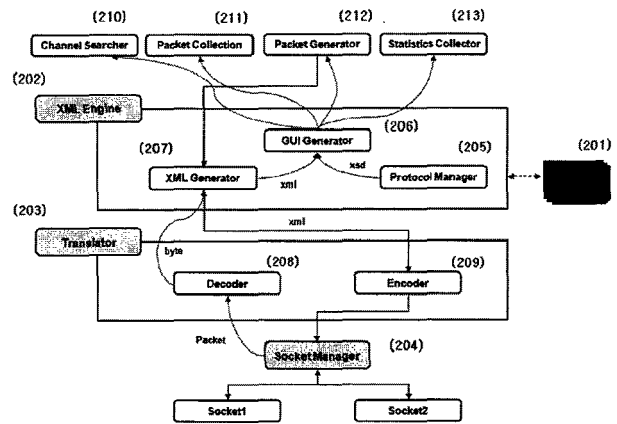 (210)
(211)
(212)
(213)
Channel Searcher
Packet Collection
Packet Generator
Statistics Collector
(202)
XML Engine
(206)
GUI Generator
(207)
(205)
(201)
XML Generator
xml
xsd
Protocol Manager
(203)
xml
Translator
byte
(208)
(209)
Decoder
Encoder
Packet
(204)
Socket Manager
Socket1
Socket2